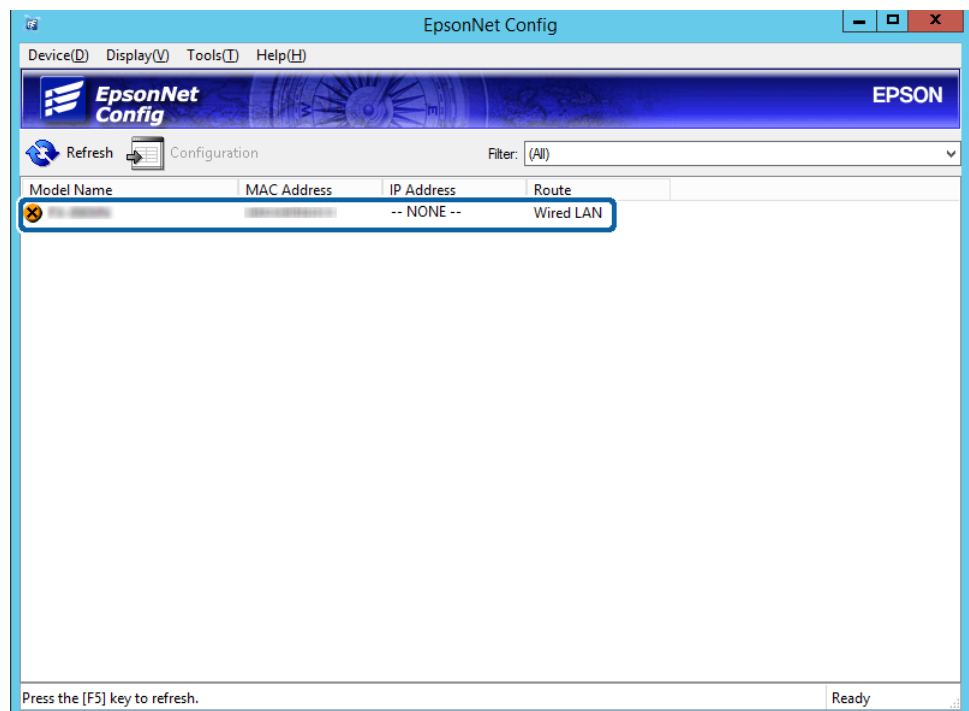 EpsonNet Config
Device(D) Display(V) Tools(T) Help(H)
EpsonNet
Config
EPSON
Refresh Configuration Filter: (All)
Model Name MAC Address IP Address Route
-- NONE -- Wired LAN
Press the [F5] key to refresh. Ready